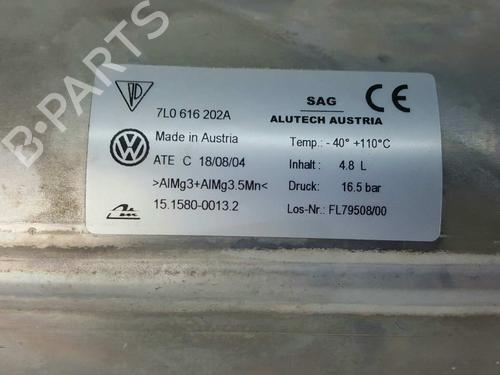 B-PARTS
7L0 616 202A
Made in Austria
ATE C 18/08/04
>AlMg3+AlMg3.5Mn<
15.1580-0013.2
SAG
ALUTECH AUSTRIA
CE
Temp.: - 40° +110°C
Inhalt : 4.8 L
Druck: 16.5 bar
Los-Nr.: FL79508/00